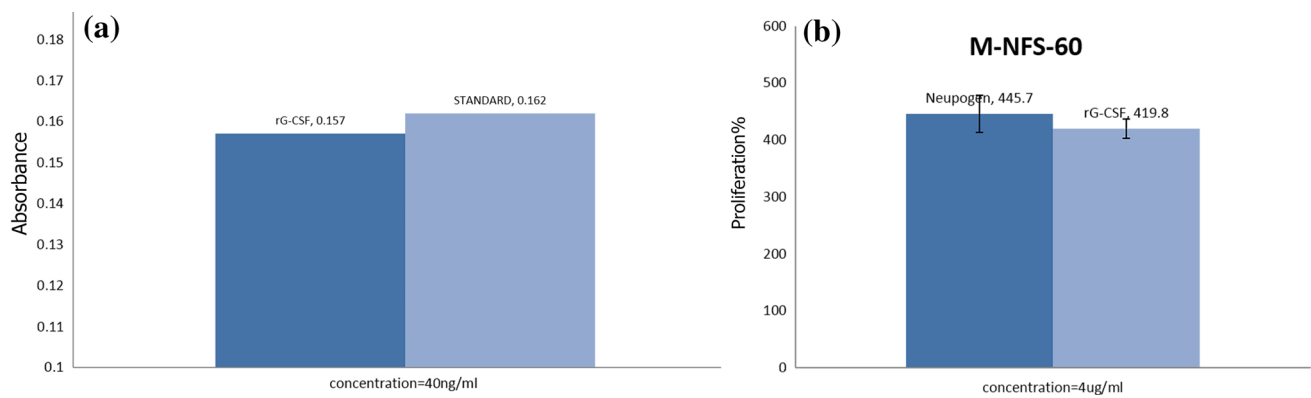 (a)
0.18
0.17
0.16
0.15
0.14
0.13
0.12
0.11
0.1
Absorbance
rG-CSF, 0.157
STANDARD, 0.162
concentration=40ng/ml
(b)
M-NFS-60
600
500
400
300
200
100
0
Proliferation%
Neupogen, 445.7
rG-CSF, 419.8
concentration=4ug/ml